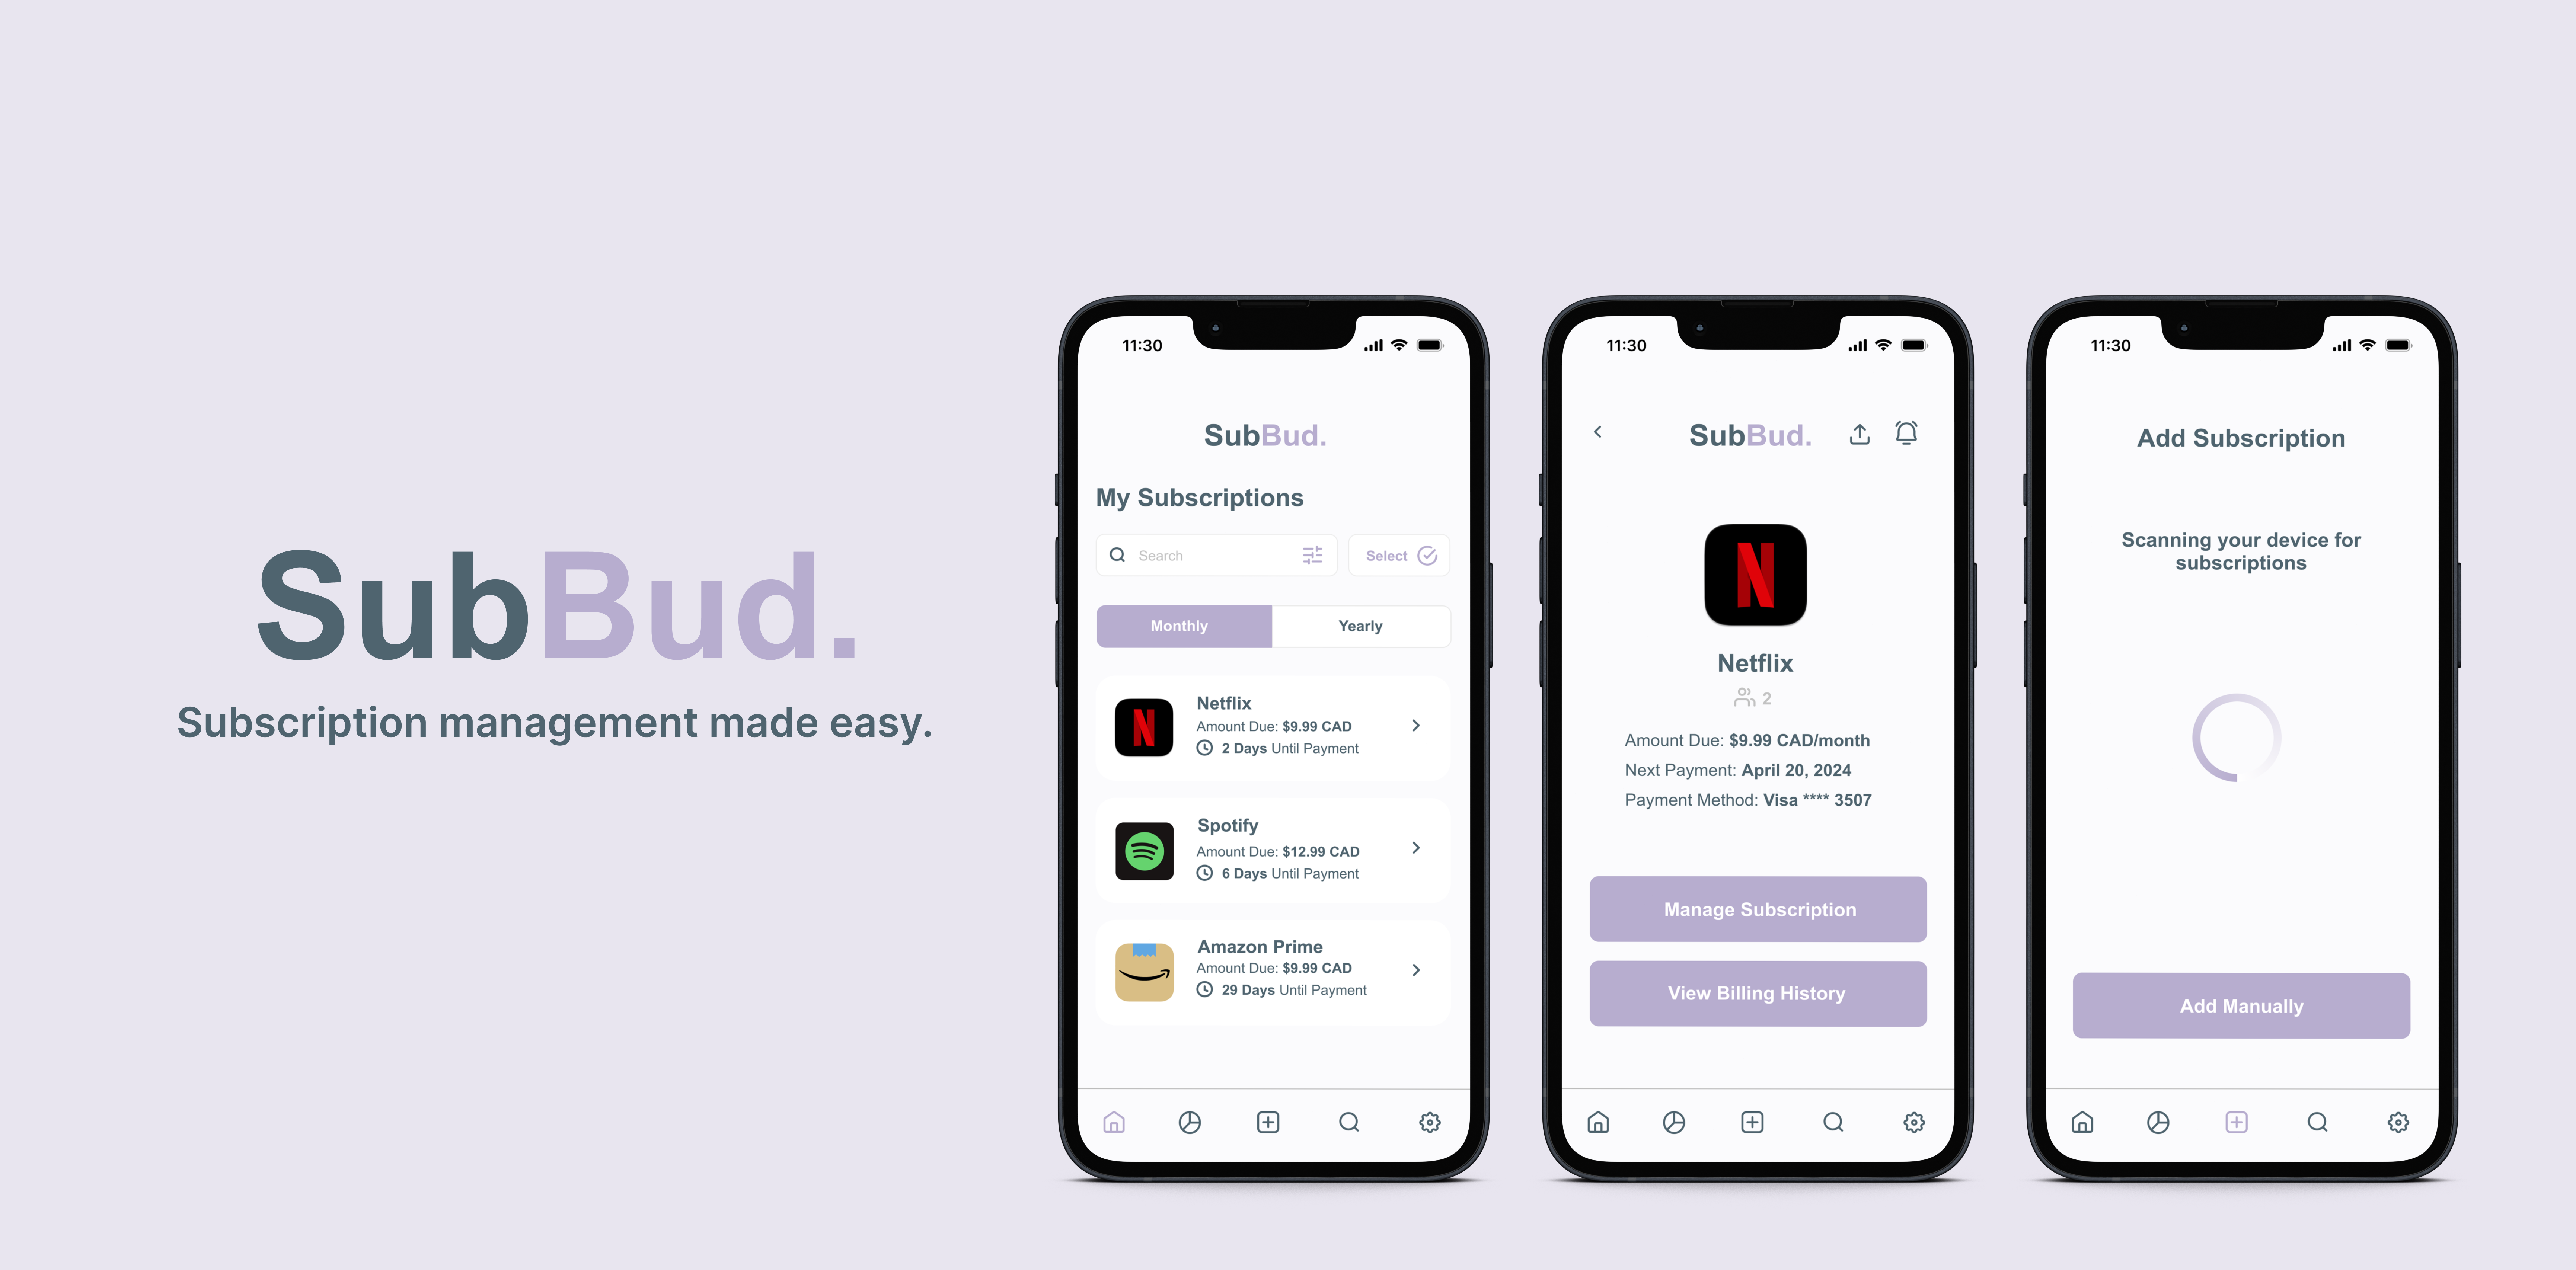 SubBud.
Subscription management made easy.
11:30
SubBud.
My Subscriptions
Search
Select
Monthly
Yearly
Netflix
Amount Due: $9.99 CAD
2 Days Until Payment
Spotify
Amount Due: $12.99 CAD
6 Days Until Payment
Amazon Prime
Amount Due: $9.99 CAD
29 Days Until Payment
11:30
SubBud.
N
Netflix
2
Amount Due: $9.99 CAD/month
Next Payment: April 20, 2024
Payment Method: Visa **** 3507
Manage Subscription
View Billing History
11:30
Add Subscription
Scanning your device for
subscriptions
Add Manually